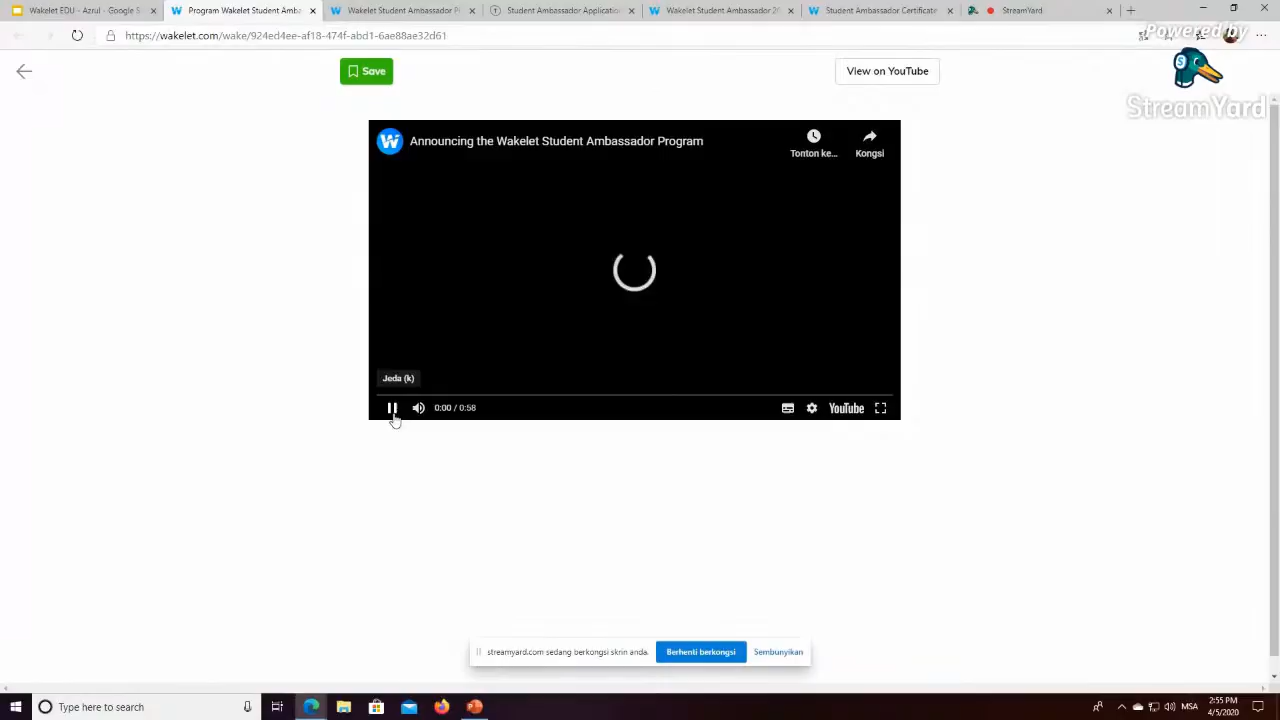 Wakelet EDU - Azul - Google S
Program Wakelet Student Amb
Student Ambassador Application
Wakelet Student Ambassador P
Wakelet.Student.Ambassador.2
Student Ambassador Certificate
StreamYard
https://wakelet.com/wake/924ed4ee-af18-474f-abd1-6ae88ae32d61
Powered by
StreamYard
Save
View on YouTube
Announcing the Wakelet Student Ambassador Program
Tonton ke...
Kongsi
Jeda (k)
0:00 / 0:58
YouTube
streamyard.com sedang berkongsi skrin anda.
Berhenti berkongsi
Sembunyikan
Type here to search
MSA
2:55 PM
4/5/2020